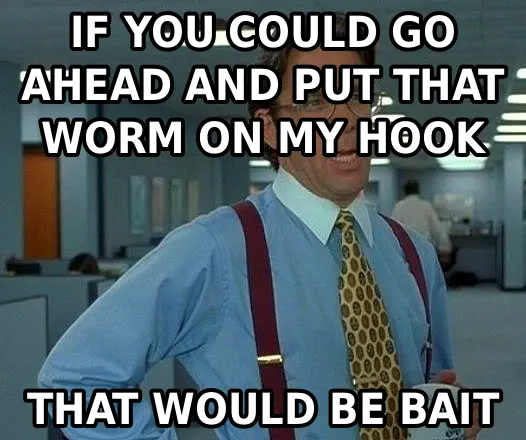 IF YOU COULD GO
AHEAD AND PUT THAT
WORM ON MY HOOK
THAT WOULD BE BAIT